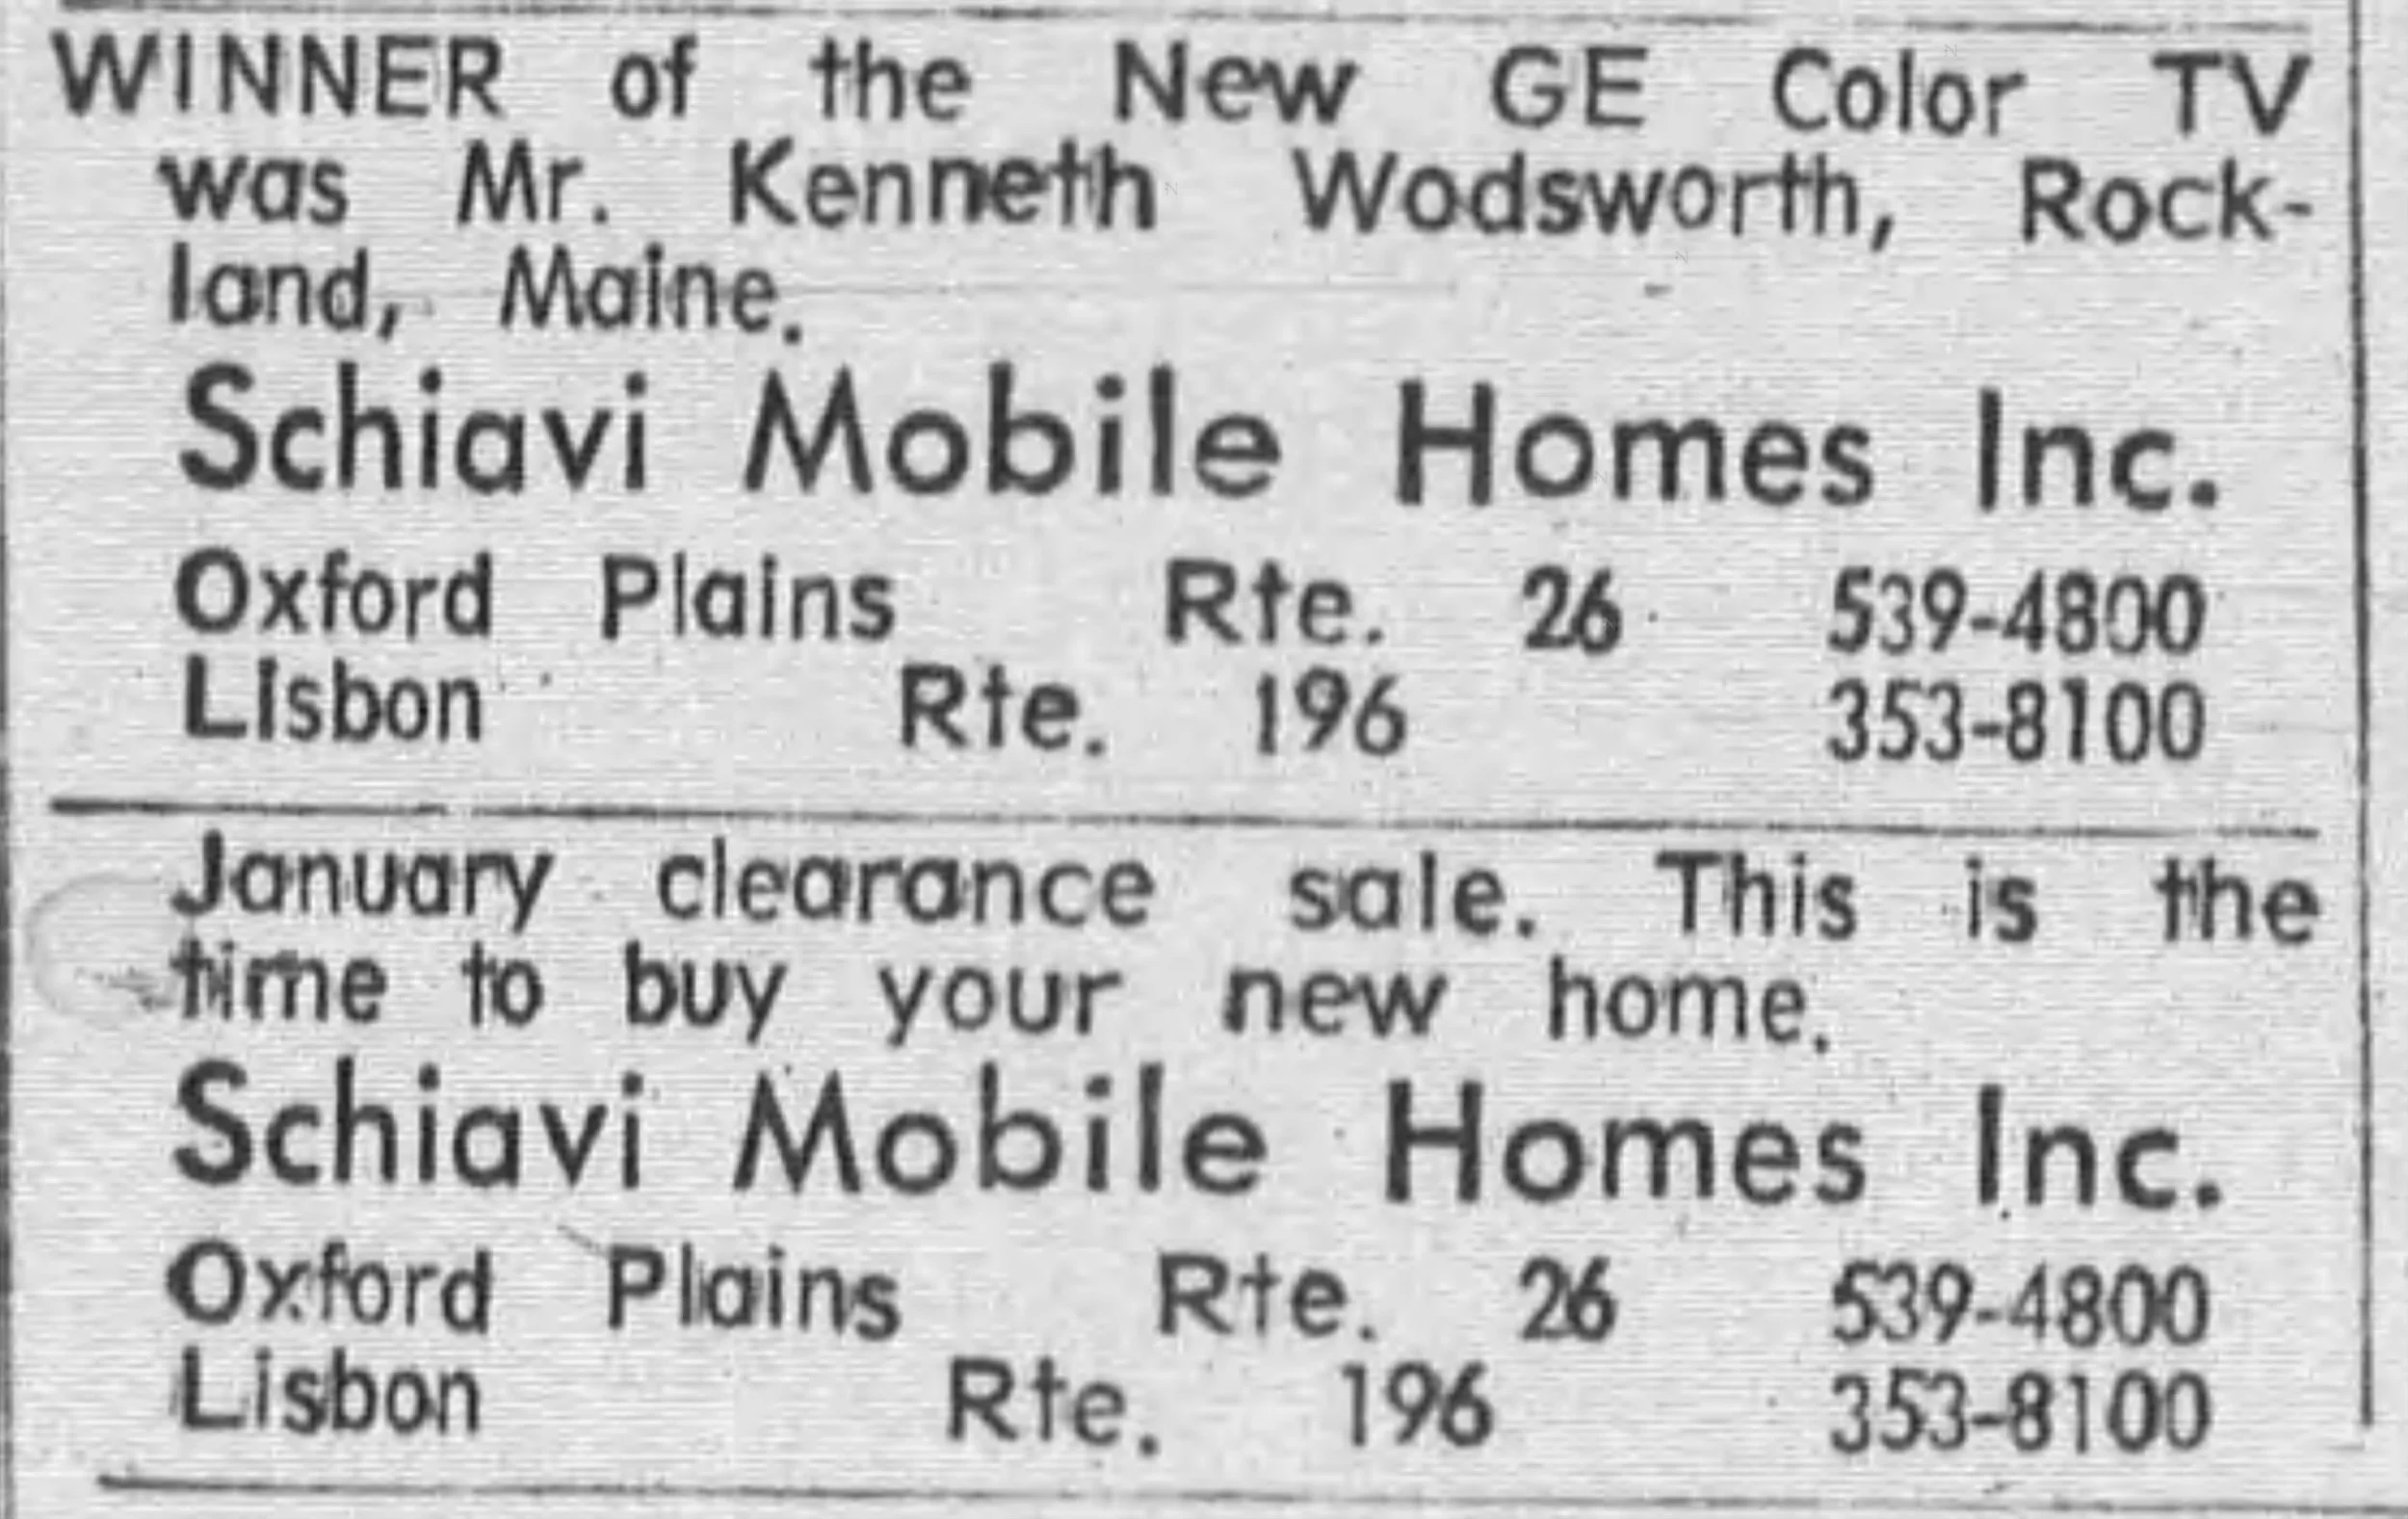 WINNER of the New GE Color TV
was Mr. Kenneth Wodsworth, Rock-
land, Maine.
Schiavi Mobile Homes Inc.
Oxford Plains Rte. 26 539-4800
Lisbon Rte. 196 353-8100
January clearance sale. This is the
time to buy your new home.
Schiavi Mobile Homes Inc.
Oxford Plains Rte. 26 539-4800
Lisbon Rte. 196 353-8100